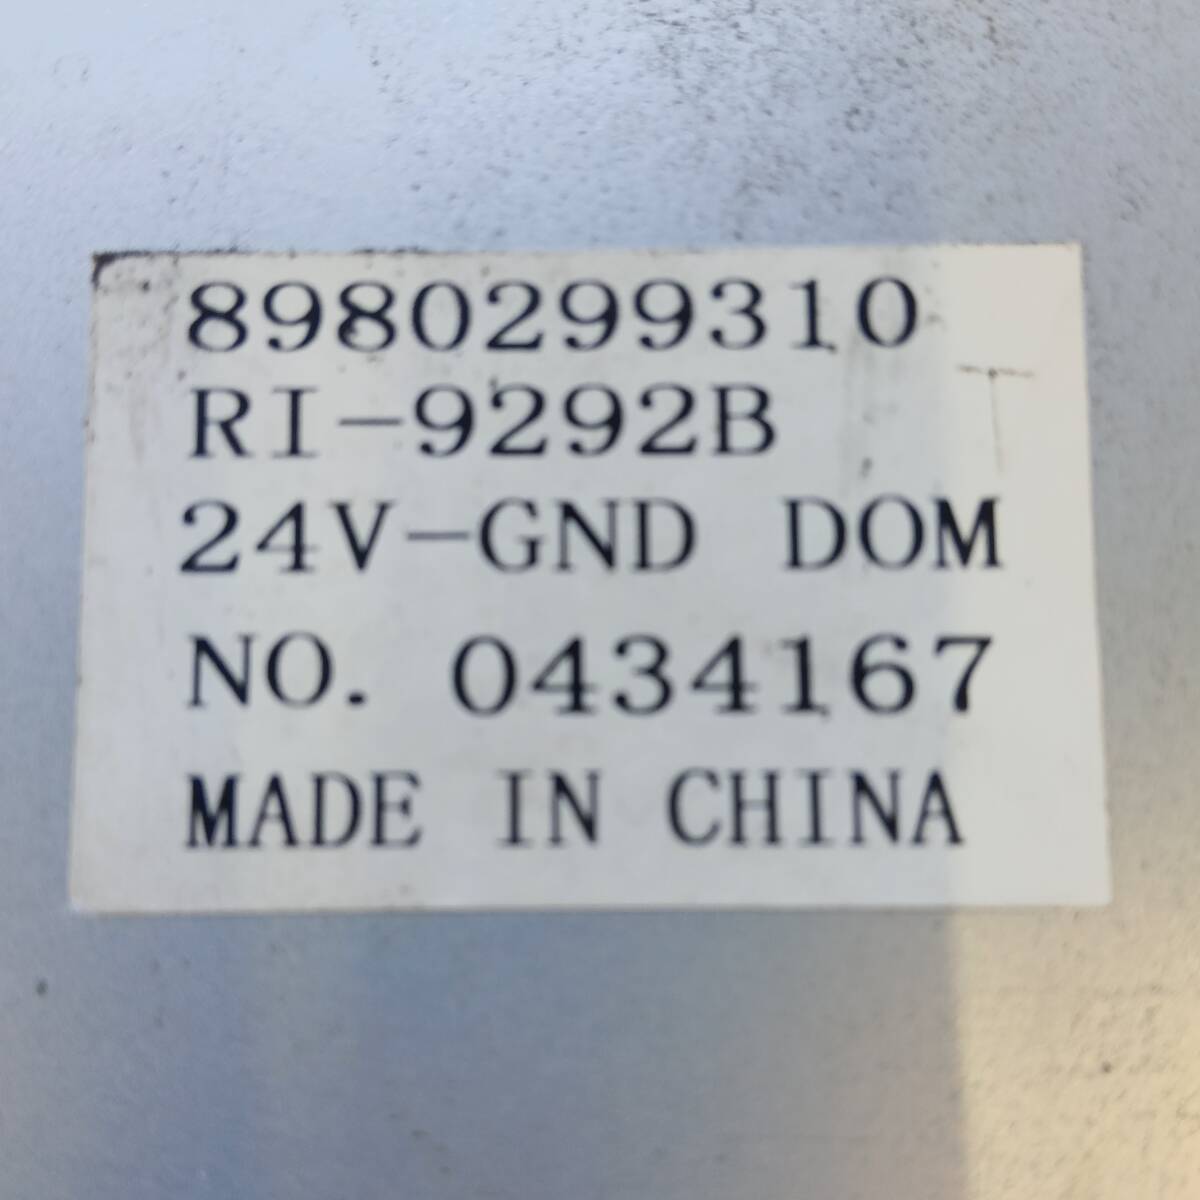 8980299310
RI-9292B
24V-GND DOM
NO. 0434167
MADE IN CHINA